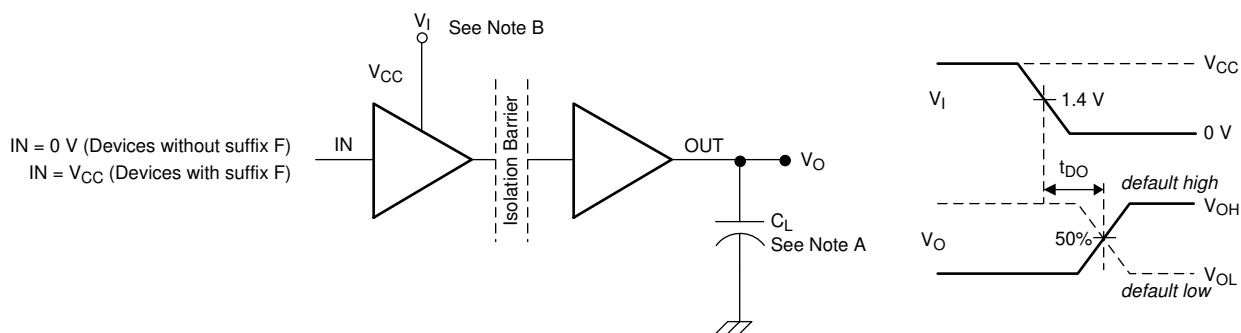 V_I See Note B
V_CC
Isolation Barrier
IN = 0 V (Devices without suffix F)
IN = V_CC (Devices with suffix F)
IN
OUT
V_O
C_L
See Note A
V_CC
V_I
1.4 V
0 V
t_DO
default high
V_OH
V_O
50%
V_OL
default low